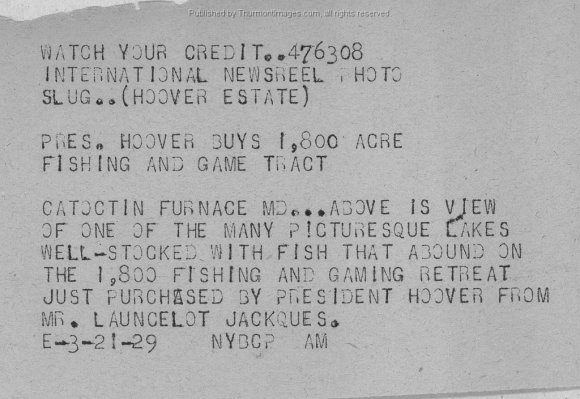 Published by Thurmontimages.com, all rights reserved.
WATCH YOUR CREDIT..476308
INTERNATIONAL NEWSREEL PHOTO
SLUG..(HOOVER ESTATE)
PRES. HOOVER BUYS 1,800 ACRE
FISHING AND GAME TRACT
CATOCTIN FURNACE MD...ABOVE IS VIEW
OF ONE OF THE MANY PICTURESQUE LAKES
WELL-STOCKED WITH FISH THAT ABOUND ON
THE 1,800 FISHING AND GAMING RETREAT
JUST PURCHASED BY PRESIDENT HOOVER FROM
MR. LAUNCELOT JACKQUES.
E-3-21-29 NYBCP AM